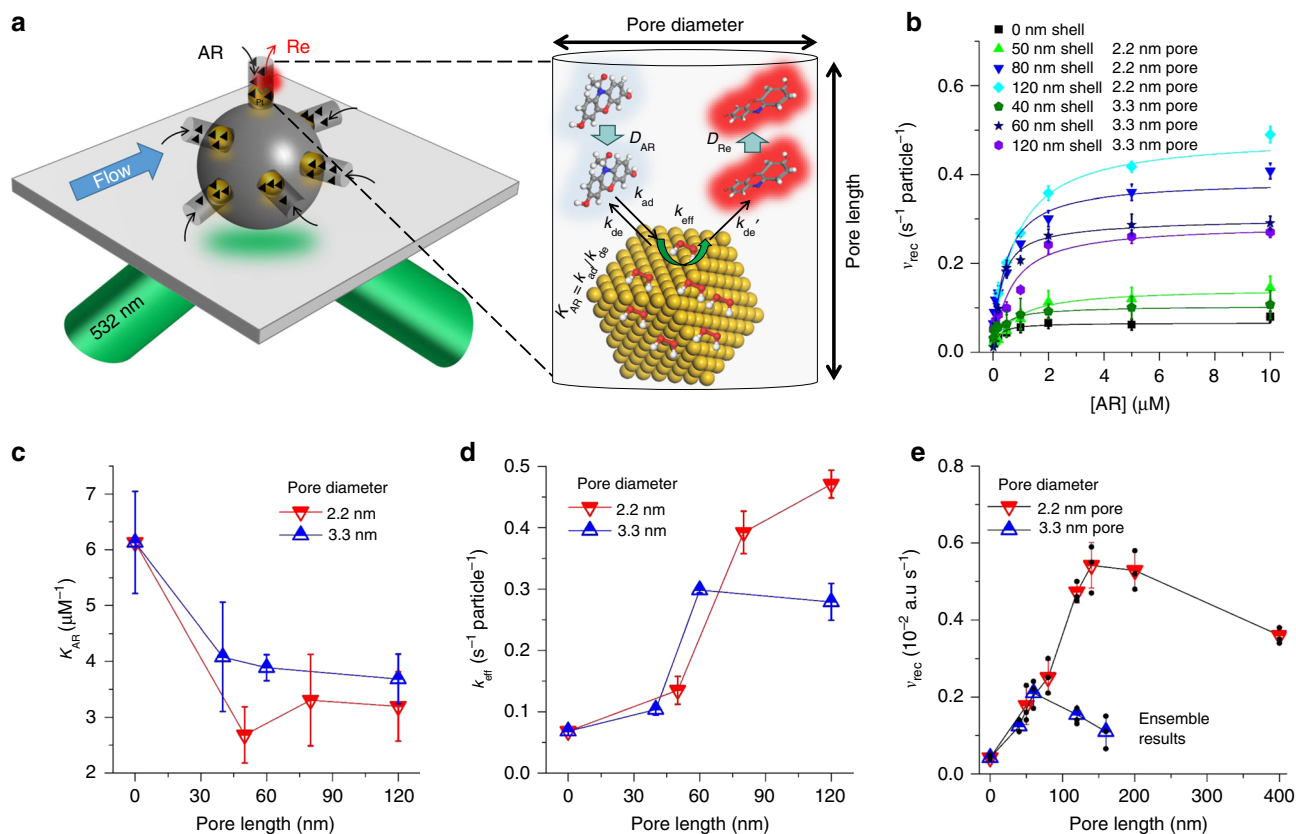 a
AR
Re
Pt
Flow
532 nm
Pore diameter
D_AR
D_Re
k_ad
k_de
k_eff
k_de′
K_AR = k_ad/k_de
Pore length
b
0 nm shell
50 nm shell 2.2 nm pore
80 nm shell 2.2 nm pore
120 nm shell 2.2 nm pore
40 nm shell 3.3 nm pore
60 nm shell 3.3 nm pore
120 nm shell 3.3 nm pore
v_rec (s⁻¹ particle⁻¹)
0.6
0.4
0.2
0.0
0 2 4 6 8 10
[AR] (μM)
c
Pore diameter
2.2 nm
3.3 nm
K_AR (μM⁻¹)
7
6
5
4
3
2
0 30 60 90 120
Pore length (nm)
d
Pore diameter
2.2 nm
3.3 nm
k_eff (s⁻¹ particle⁻¹)
0.5
0.4
0.3
0.2
0.1
0.0
0 30 60 90 120
Pore length (nm)
e
Pore diameter
2.2 nm pore
3.3 nm pore
v_rec (10⁻² a.u s⁻¹)
0.8
0.6
0.4
0.2
0.0
Ensemble
results
0 100 200 300 400
Pore length (nm)